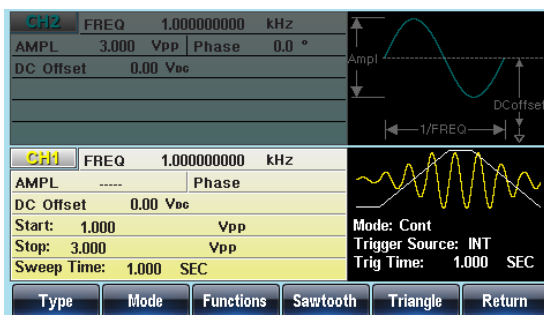 CH2 FREQ 1.000000000 kHz
AMPL 3.000 Vpp Phase 0.0 °
DC Offset 0.00 VDC
Ampl
DCoffset
1/FREQ
CH1 FREQ 1.000000000 kHz
AMPL ----- Phase
DC Offset 0.00 VDC
Start: 1.000 Vpp
Stop: 3.000 Vpp
Sweep Time: 1.000 SEC
Mode: Cont
Trigger Source: INT
Trig Time: 1.000 SEC
Type Mode Functions Sawtooth Triangle Return